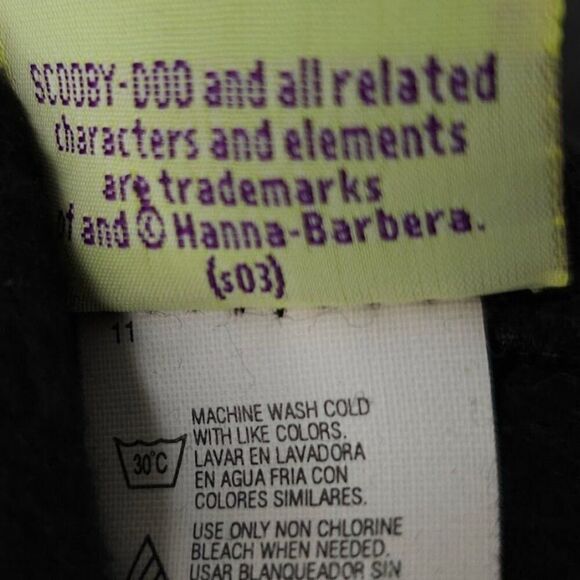 SCOOBY-DOO and all related
characters and elements
are trademarks
of and © Hanna-Barbera.
(s03)
11
MACHINE WASH COLD
WITH LIKE COLORS.
30°C
LAVAR EN LAVADORA
EN AGUA FRIA CON
COLORES SIMILARES.
USE ONLY NON CHLORINE
BLEACH WHEN NEEDED.
USAR BLANQUEADOR SIN